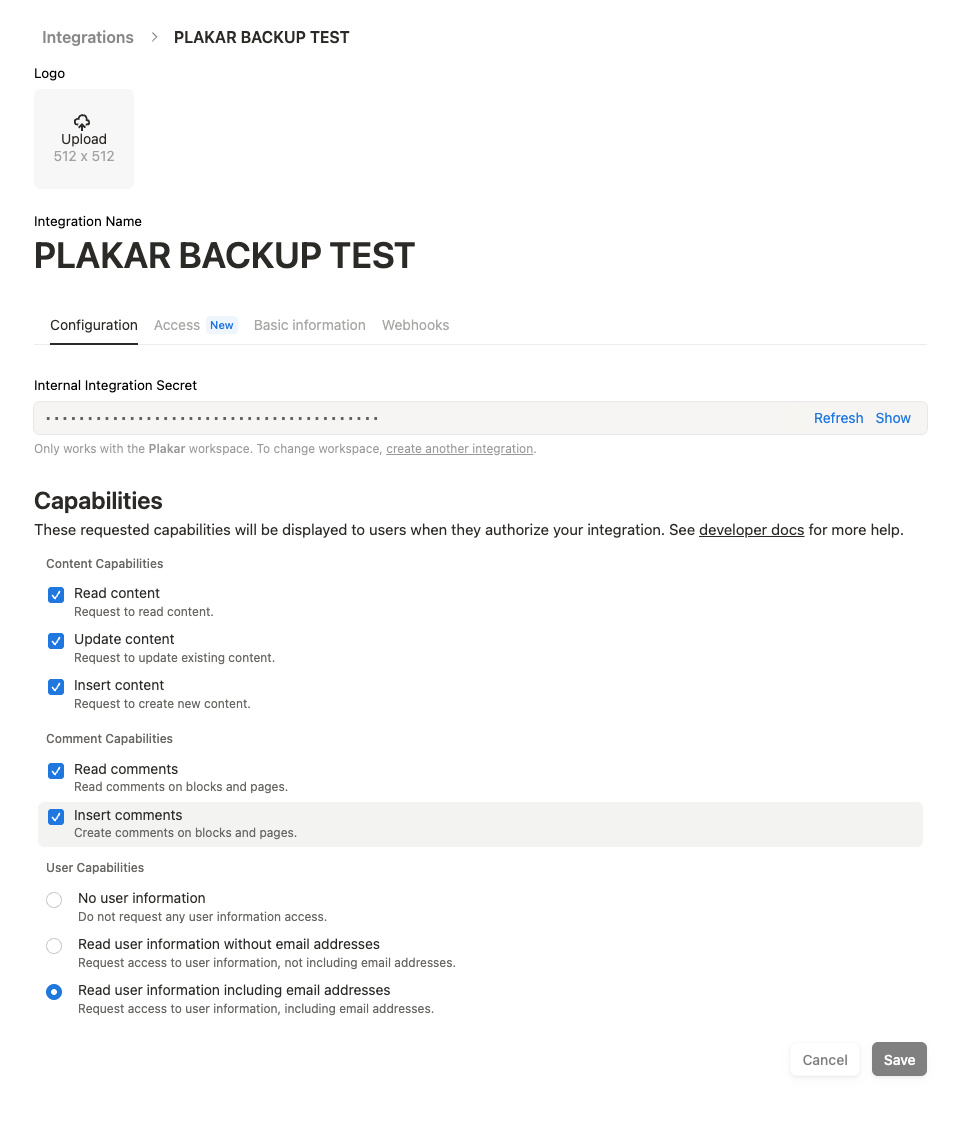 Integrations > PLAKAR BACKUP TEST
Logo
Upload
512 x 512
Integration Name
PLAKAR BACKUP TEST
Configuration Access New Basic information Webhooks
Internal Integration Secret
Refresh Show
Only works with the Plakar workspace. To change workspace, create another integration.
Capabilities
These requested capabilities will be displayed to users when they authorize your integration. See developer docs for more help.
Content Capabilities
Read content
Request to read content.
Update content
Request to update existing content.
Insert content
Request to create new content.
Comment Capabilities
Read comments
Read comments on blocks and pages.
Insert comments
Create comments on blocks and pages.
User Capabilities
No user information
Do not request any user information access.
Read user information without email addresses
Request access to user information, not including email addresses.
Read user information including email addresses
Request access to user information, including email addresses.
Cancel Save